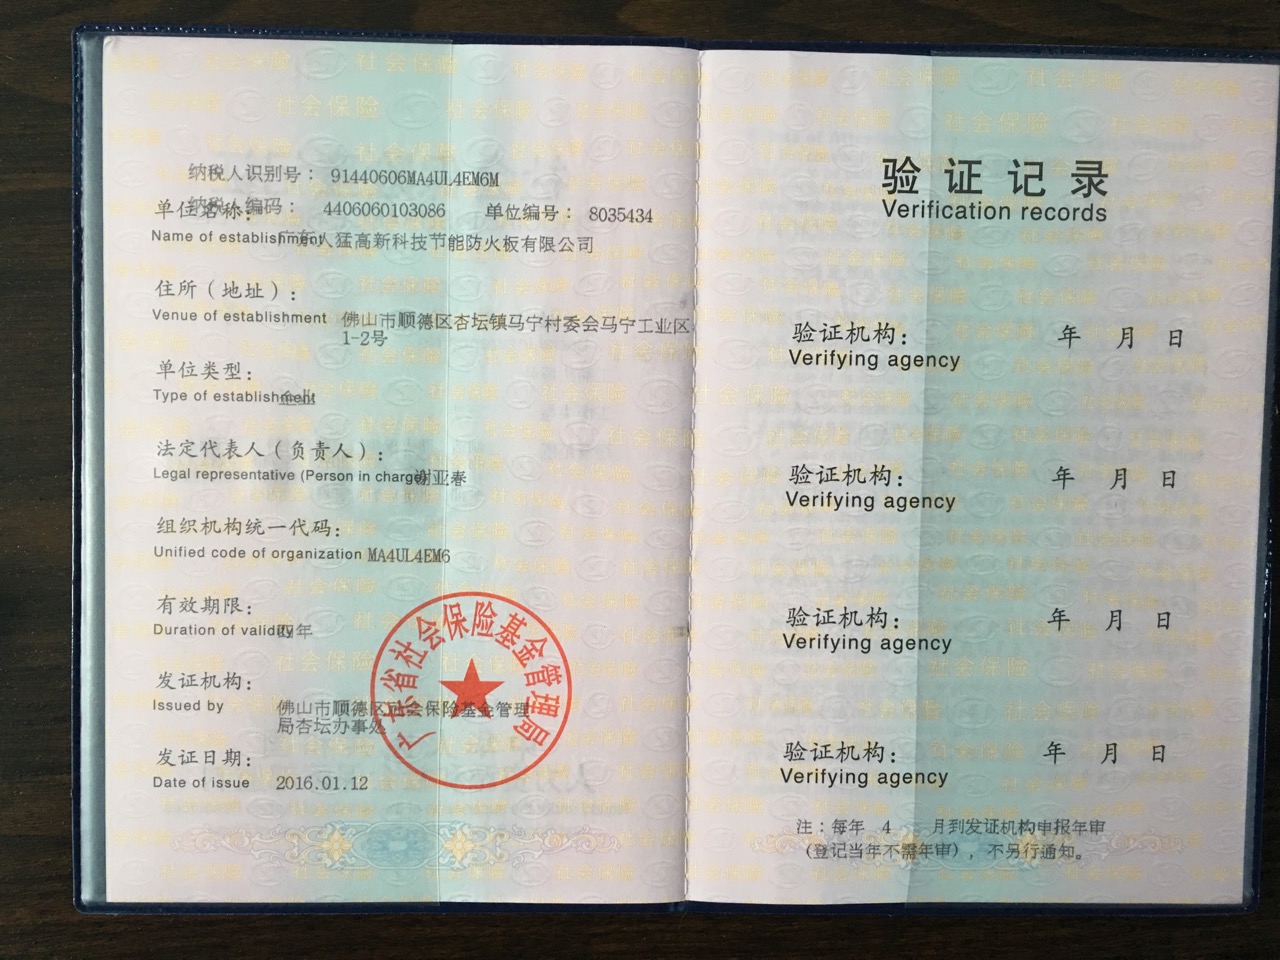 纳税人识别号： 91440606MA4UL4EM6M
单位名称：
纳税人编码： 4406060103086 单位编号： 8035434
Name of establishment 广东人猛高新科技节能防火板有限公司
住所（地址）：
Venue of establishment 佛山市顺德区杏坛镇马宁村委会马宁工业区
1-2号
单位类型：
Type of establishment 企业
法定代表人（负责人）：
Legal representative (Person in charge) 谢亚春
组织机构统一代码：
Unified code of organization MA4UL4EM6
有效期限：
Duration of validity 四年
发证机构：
Issued by 佛山市顺德区社会保险基金管理
局杏坛办事处
发证日期：
Date of issue 2016.01.12
广东省社会保险基金管理局
验证记录
Verification records
验证机构： 年 月 日
Verifying agency
验证机构： 年 月 日
Verifying agency
验证机构： 年 月 日
Verifying agency
验证机构： 年 月 日
Verifying agency
注：每年 4 月到发证机构申报年审
（登记当年不需年审），不另行通知。